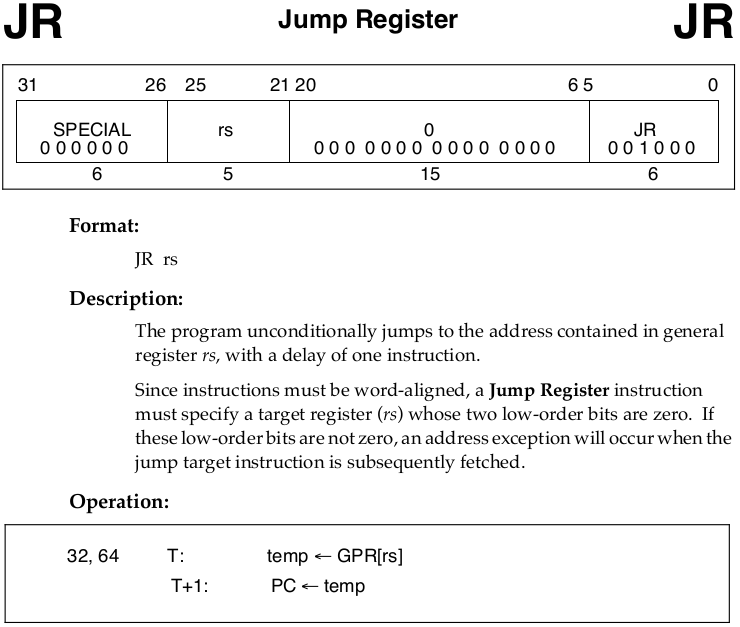 JR Jump Register JR
31 26 25 21 20 6 5 0
SPECIAL rs 0 JR
0 0 0 0 0 0 0 0 0 0 0 0 0 0 0 0 0 0 0 0 0 0 0 1 0 0 0
6 5 15 6
Format:
JR rs
Description:
The program unconditionally jumps to the address contained in general
register rs, with a delay of one instruction.
Since instructions must be word-aligned, a Jump Register instruction
must specify a target register (rs) whose two low-order bits are zero. If
these low-order bits are not zero, an address exception will occur when the
jump target instruction is subsequently fetched.
Operation:
32, 64 T: temp ← GPR[rs]
T+1: PC ← temp